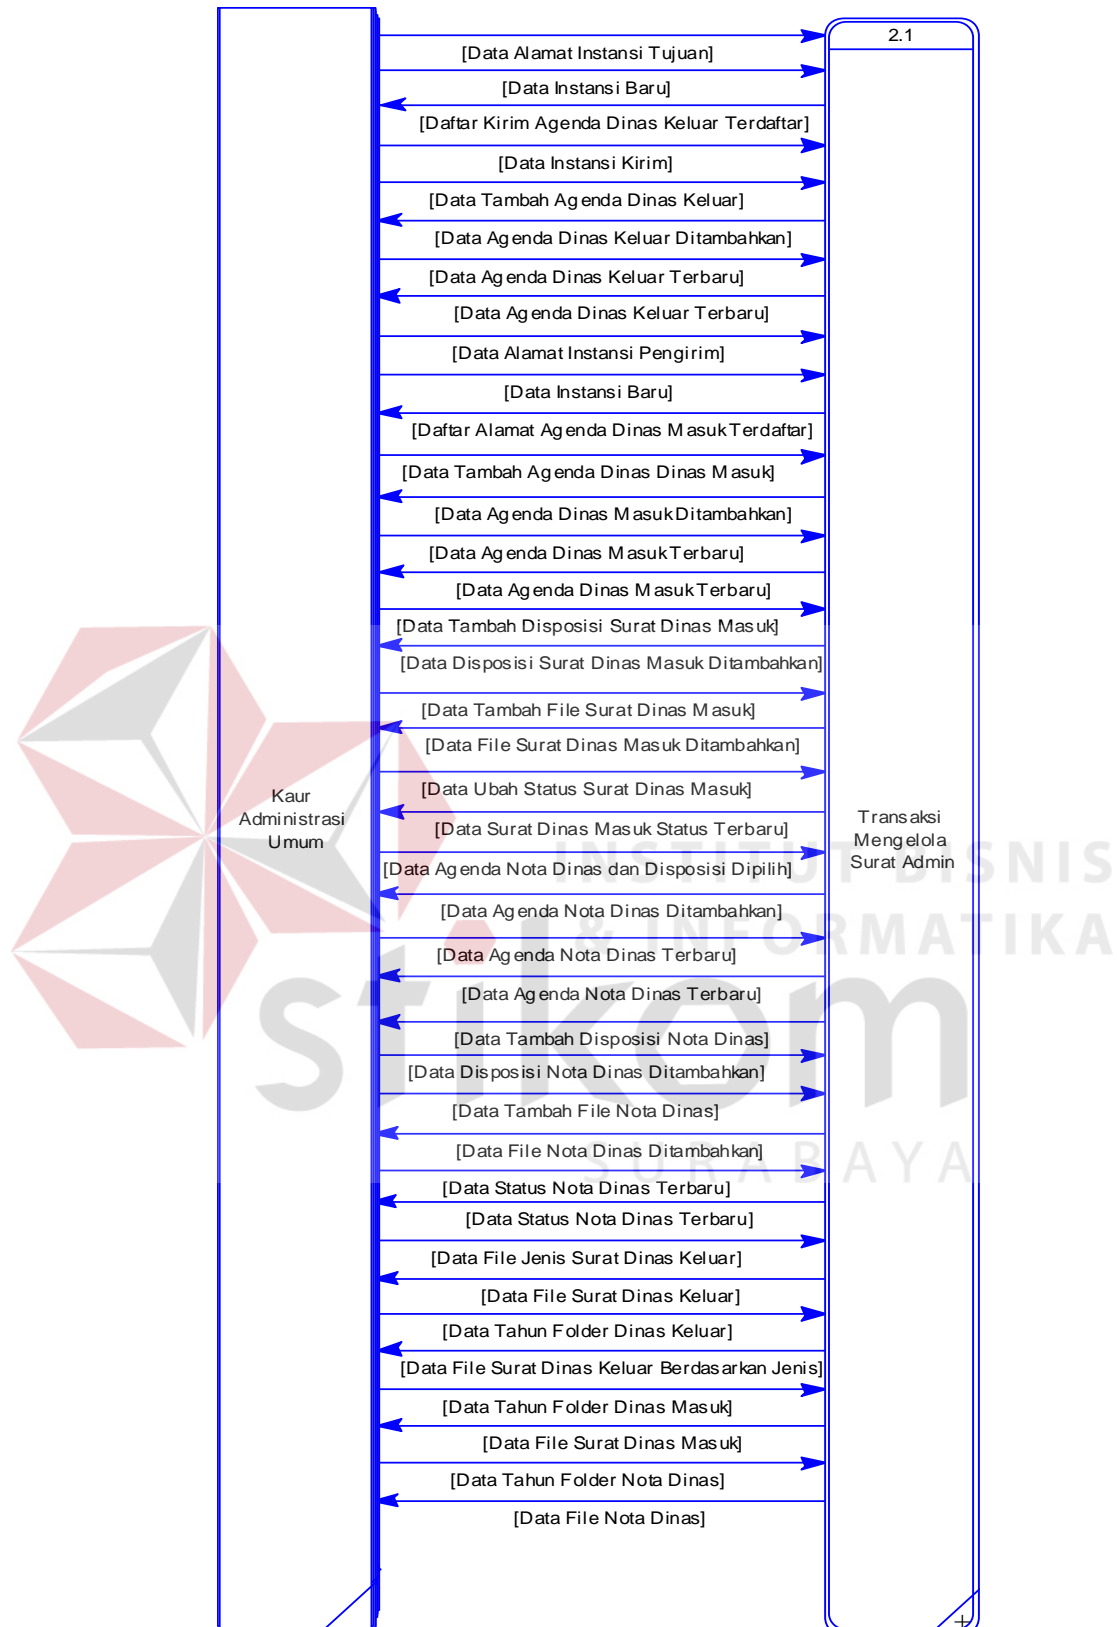 2.1
[Data Alamat Instansi Tujuan]
[Data Instansi Baru]
[Daftar Kirim Agenda Dinas Keluar Terdaftar]
[Data Instansi Kirim]
[Data Tambah Agenda Dinas Keluar]
[Data Agenda Dinas Keluar Ditambahkan]
[Data Agenda Dinas Keluar Terbaru]
[Data Agenda Dinas Keluar Terbaru]
[Data Alamat Instansi Pengirim]
[Data Instansi Baru]
[Daftar Alamat Agenda Dinas Masuk Terdaftar]
[Data Tambah Agenda Dinas Dinas Masuk]
[Data Agenda Dinas Masuk Ditambahkan]
[Data Agenda Dinas Masuk Terbaru]
[Data Agenda Dinas Masuk Terbaru]
[Data Tambah Disposisi Surat Dinas Masuk]
[Data Disposisi Surat Dinas Masuk Ditambahkan]
[Data Tambah File Surat Dinas Masuk]
[Data File Surat Dinas Masuk Ditambahkan]
[Data Ubah Status Surat Dinas Masuk]
Kaur
Administrasi
Umum
Transaksi
Mengelola
Surat Admin
[Data Surat Dinas Masuk Status Terbaru]
[Data Agenda Nota Dinas dan Disposisi Dipilih]
[Data Agenda Nota Dinas Ditambahkan]
[Data Agenda Nota Dinas Terbaru]
[Data Agenda Nota Dinas Terbaru]
[Data Tambah Disposisi Nota Dinas]
[Data Disposisi Nota Dinas Ditambahkan]
[Data Tambah File Nota Dinas]
[Data File Nota Dinas Ditambahkan]
[Data Status Nota Dinas Terbaru]
[Data Status Nota Dinas Terbaru]
[Data File Jenis Surat Dinas Keluar]
[Data File Surat Dinas Keluar]
[Data Tahun Folder Dinas Keluar]
[Data File Surat Dinas Keluar Berdasarkan Jenis]
[Data Tahun Folder Dinas Masuk]
[Data File Surat Dinas Masuk]
[Data Tahun Folder Nota Dinas]
[Data File Nota Dinas]
INSTITUT BISNIS
& INFORMATIKA
stikom
SURABAYA